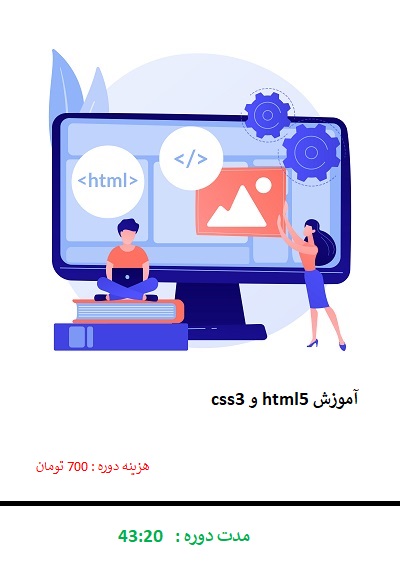 <html>
</>
آموزش html5 و css3
هزینه دوره : 700 تومان
مدت دوره : 43:20